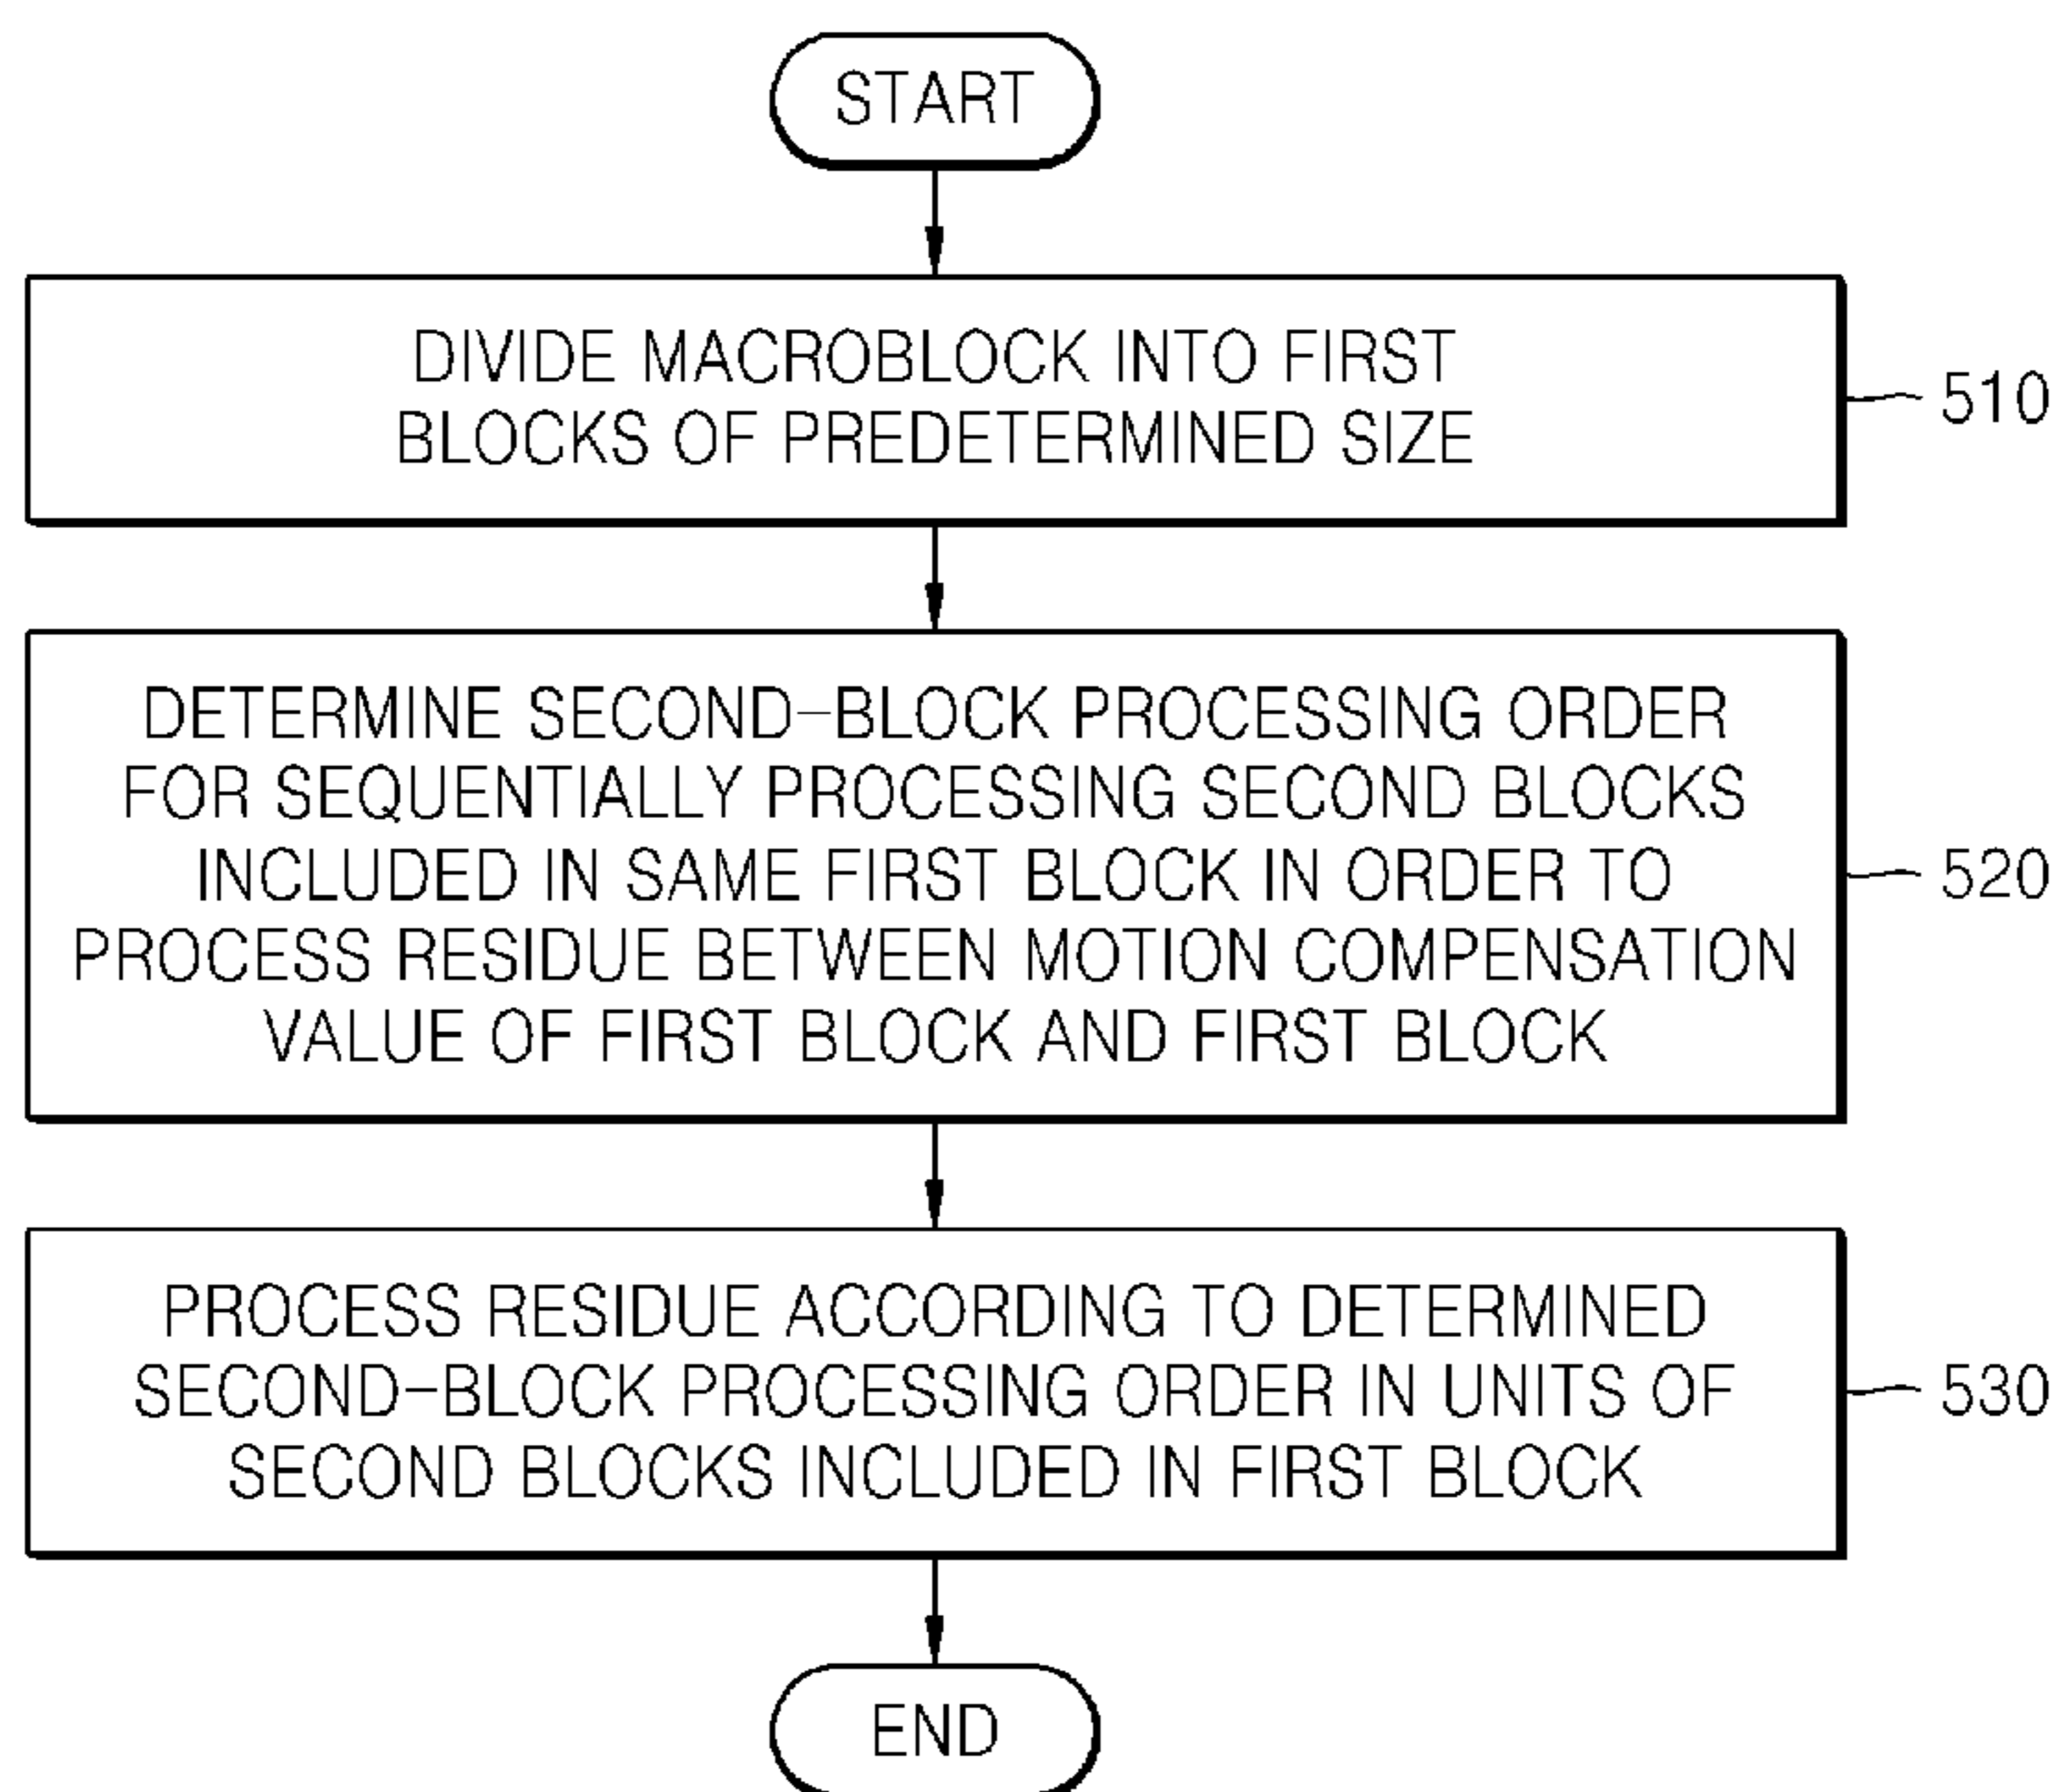 START
DIVIDE MACROBLOCK INTO FIRST
BLOCKS OF PREDETERMINED SIZE
510
DETERMINE SECOND-BLOCK PROCESSING ORDER
FOR SEQUENTIALLY PROCESSING SECOND BLOCKS
INCLUDED IN SAME FIRST BLOCK IN ORDER TO
PROCESS RESIDUE BETWEEN MOTION COMPENSATION
VALUE OF FIRST BLOCK AND FIRST BLOCK
520
PROCESS RESIDUE ACCORDING TO DETERMINED
SECOND-BLOCK PROCESSING ORDER IN UNITS OF
SECOND BLOCKS INCLUDED IN FIRST BLOCK
530
END